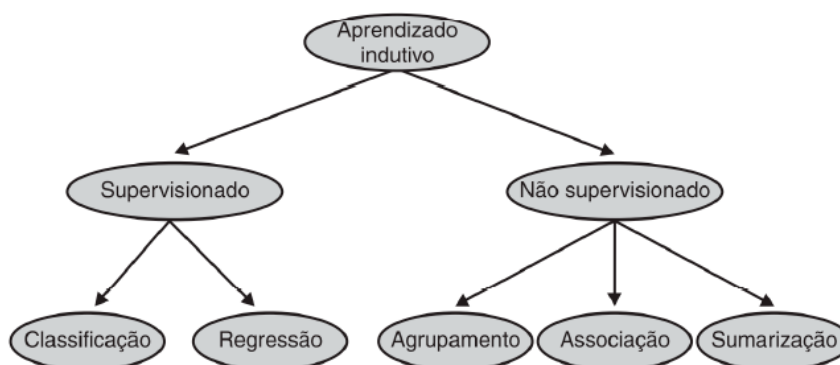 Aprendizado
indutivo
Supervisionado
Não supervisionado
Classificação
Regressão
Agrupamento
Associação
Sumarização